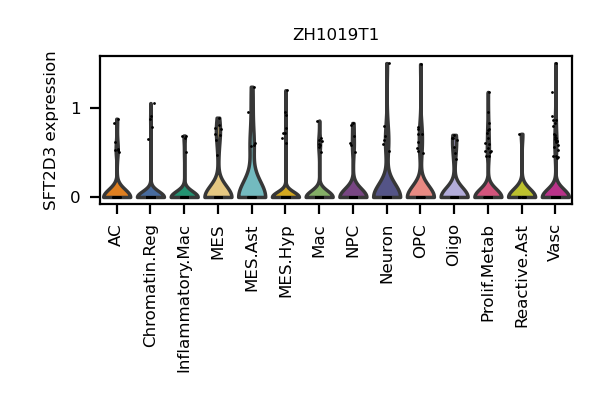 ZH1019T1
SFT2D3 expression
1
0
AC
Chromatin.Reg
Inflammatory.Mac
MES
MES.Ast
MES.Hyp
Mac
NPC
Neuron
OPC
Oligo
Prolif.Metab
Reactive.Ast
Vasc